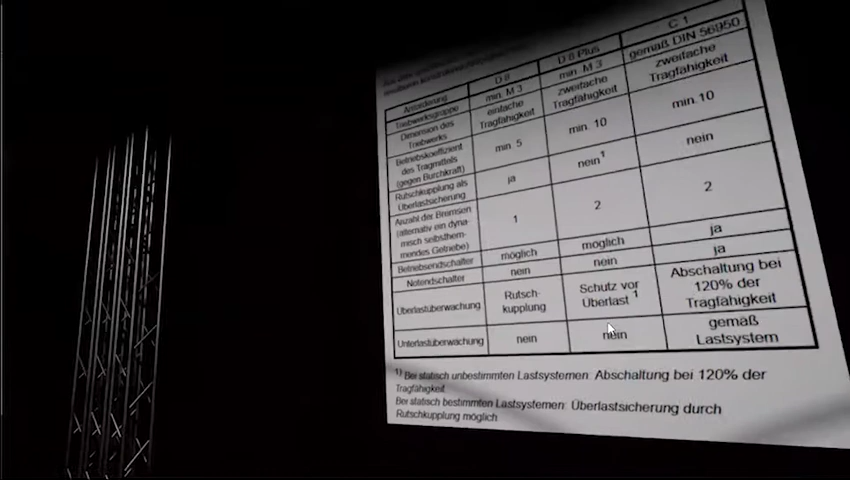 D 8
D 8 Plus
C 1
Anforderung
gemäß DIN 56950
Triebwerksgruppe
min. M 3
min. M 3
zweifache
Tragfähigkeit
Dimension des
Triebwerks
einfache
Tragfähigkeit
zweifache
Tragfähigkeit
Betriebskoeffizient
des Tragmittels
(gegen Burchkraft)
min. 5
min. 10
min. 10
Rutschkupplung als
Überlastsicherung
ja
nein¹
nein
Anzahl der Bremsen
(alternativ ein dyna-
misch selbsthem-
mendes Getriebe)
1
2
2
Betriebsendschalter
möglich
möglich
ja
Notendschalter
nein
nein
ja
Überlastüberwachung
Rutsch-
kupplung
Schutz vor
Überlast ¹
Abschaltung bei
120% der
Tragfähigkeit
Unterlastüberwachung
nein
nein
gemäß
Lastsystem
¹⁾ Bei statisch unbestimmten Lastsystemen: Abschaltung bei 120% der
Tragfähigkeit
Bei statisch bestimmten Lastsystemen: Überlastsicherung durch
Rutschkupplung möglich